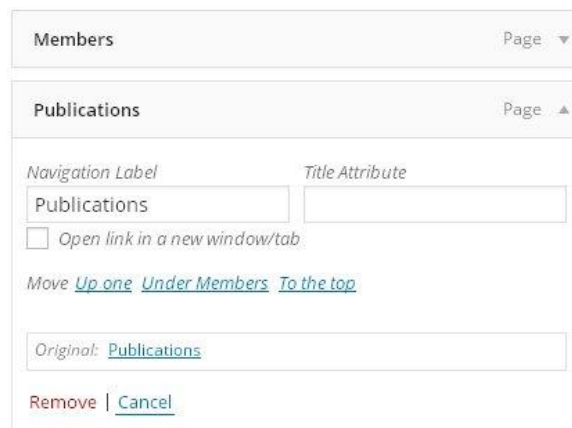 Members Page
Publications Page
Navigation Label Title Attribute
Publications
Open link in a new window/tab
Move Up one Under Members To the top
Original: Publications
Remove | Cancel